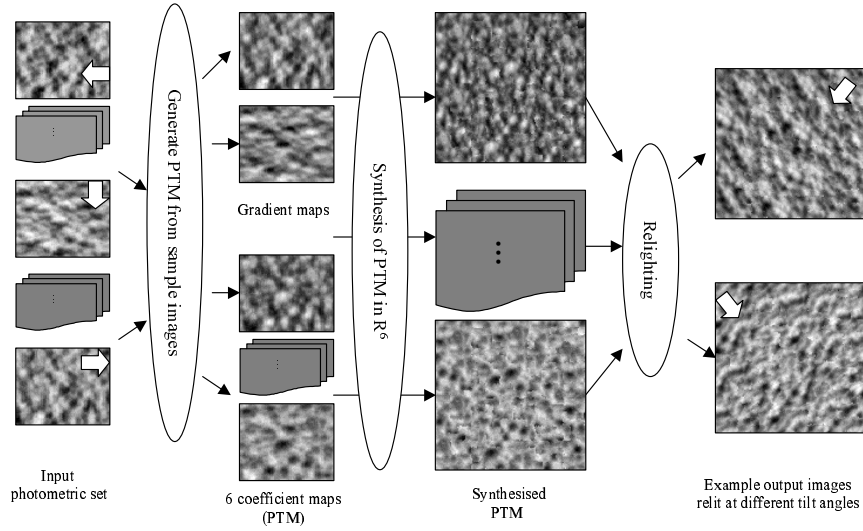 Generate PTM from sample images
Gradient maps
Synthesis of PTM in R6
Relighting
Input
photometric set
6 coefficient maps
(PTM)
Synthesised
PTM
Example output images
relit at different tilt angles